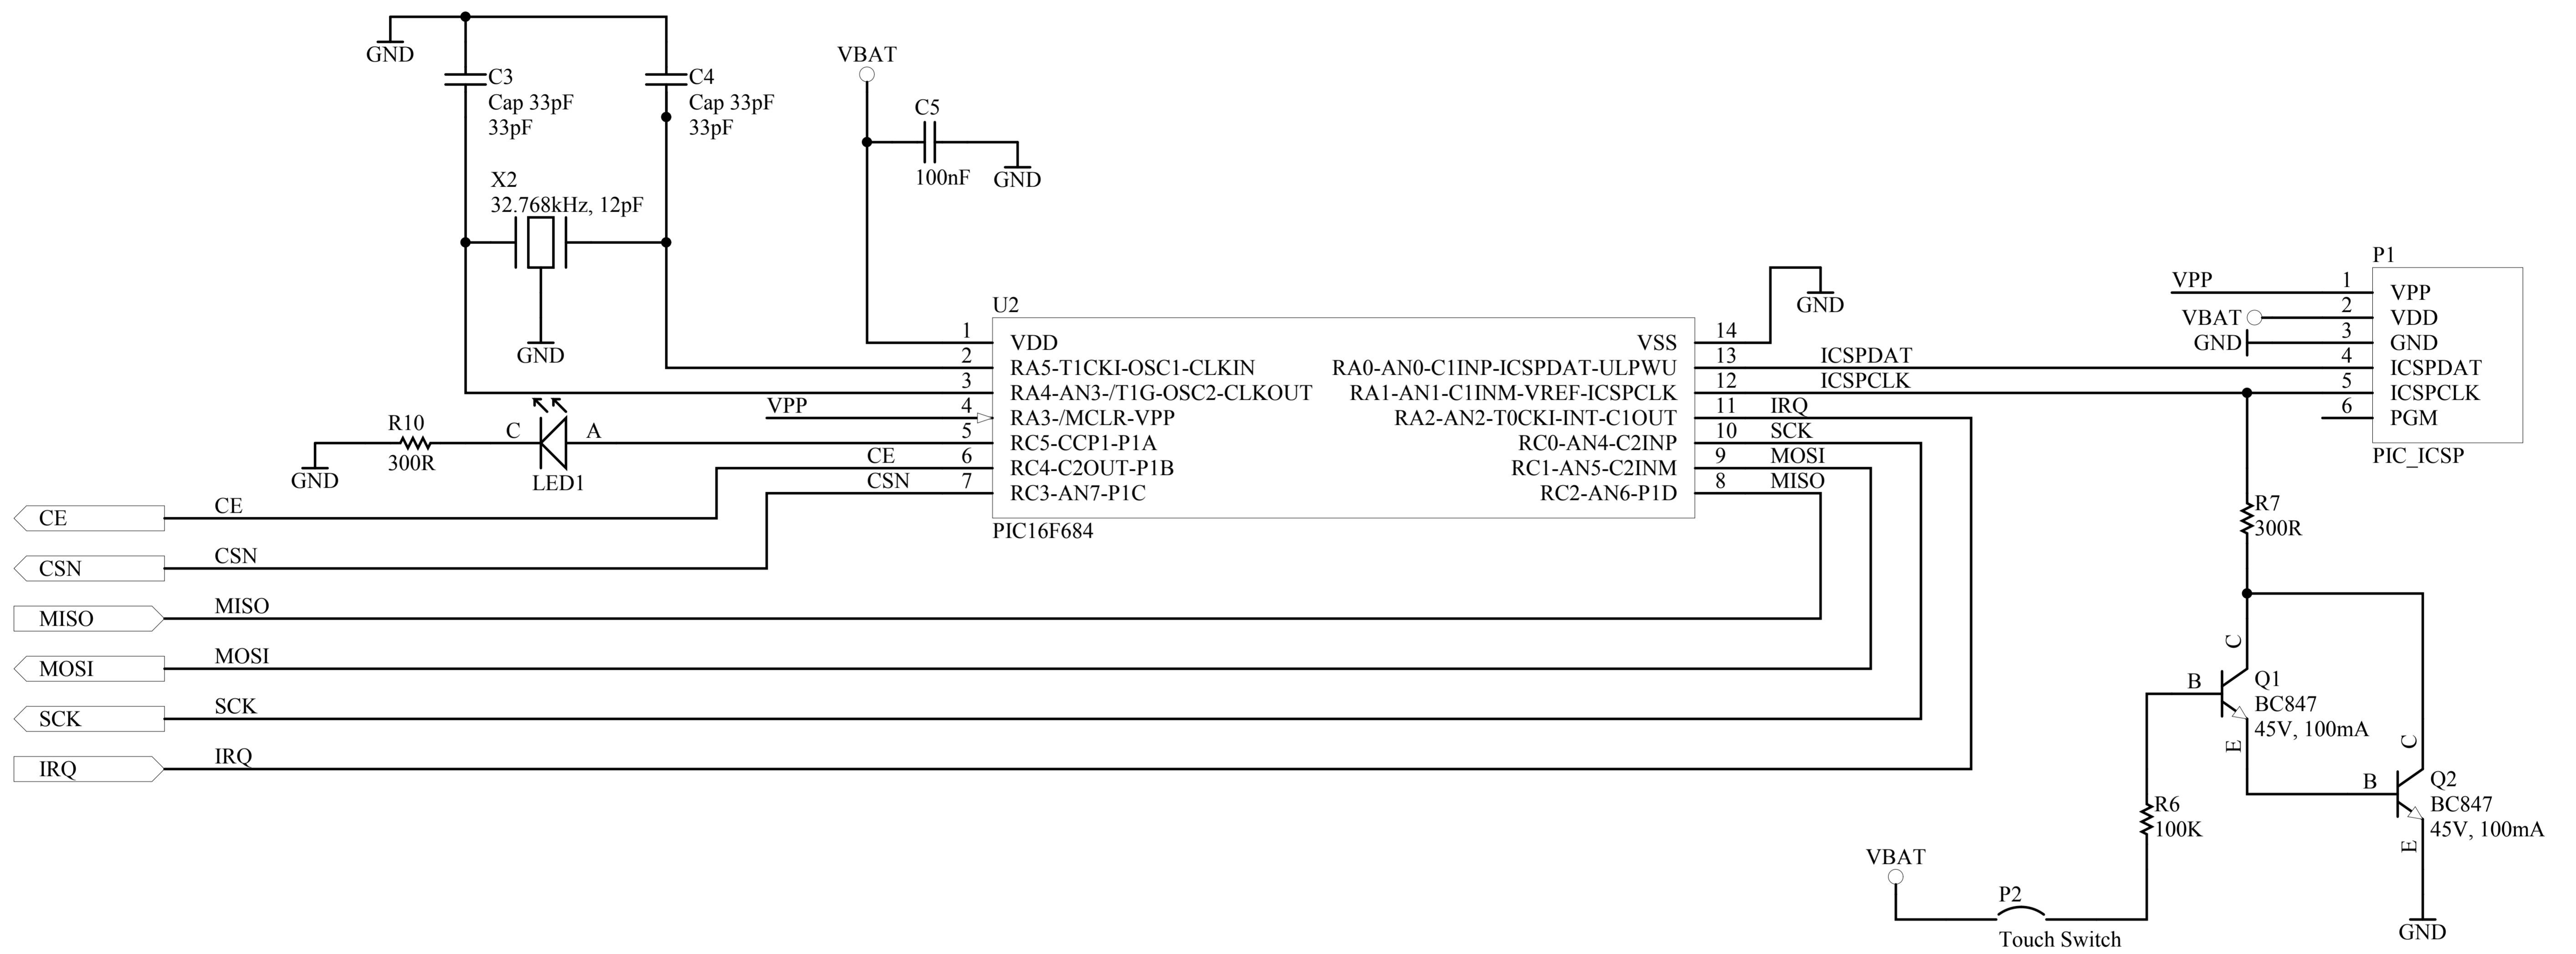 GND
C3
Cap 33pF
33pF
C4
Cap 33pF
33pF
VBAT
C5
100nF
GND
X2
32.768kHz, 12pF
GND
U2
1 VDD
2 RA5-T1CKI-OSC1-CLKIN
3 RA4-AN3-/T1G-OSC2-CLKOUT
VPP 4 RA3-/MCLR-VPP
5 RC5-CCP1-P1A
CE 6 RC4-C2OUT-P1B
CSN 7 RC3-AN7-P1C
PIC16F684
VSS 14
GND
RA0-AN0-C1INP-ICSPDAT-ULPWU 13 ICSPDAT
RA1-AN1-C1INM-VREF-ICSPCLK 12 ICSPCLK
RA2-AN2-T0CKI-INT-C1OUT 11 IRQ
RC0-AN4-C2INP 10 SCK
RC1-AN5-C2INM 9 MOSI
RC2-AN6-P1D 8 MISO
R10
300R
GND
C
A
LED1
P1
VPP 1 VPP
VBAT 2 VDD
GND 3 GND
4 ICSPDAT
5 ICSPCLK
6 PGM
PIC_ICSP
CE CE
CSN CSN
MISO MISO
MOSI MOSI
SCK SCK
IRQ IRQ
R7
300R
C
B
E
Q1
BC847
45V, 100mA
C
B
E
Q2
BC847
45V, 100mA
GND
R6
100K
VBAT
P2
Touch Switch